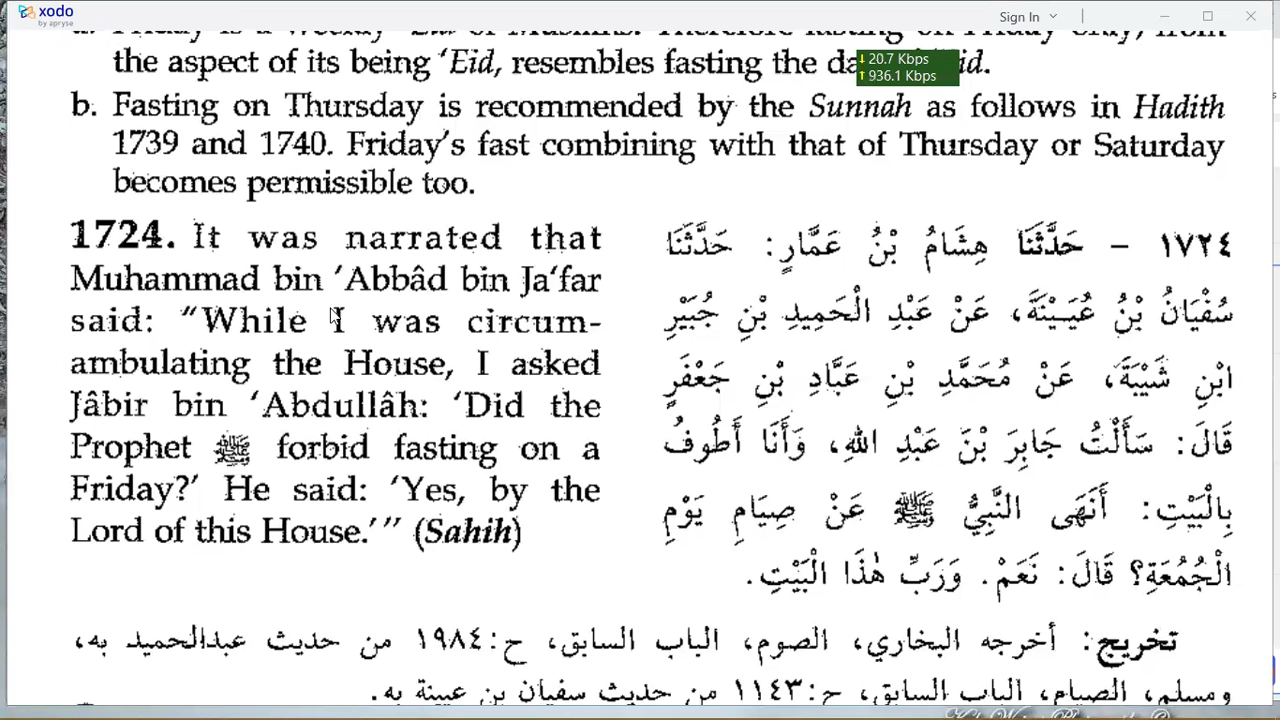 xodo
by apryse
Sign In
the aspect of its being ‘Eid, resembles fasting the da id.
↓ 20.7 Kbps
↑ 936.1 Kbps
b. Fasting on Thursday is recommended by the Sunnah as follows in Hadith
1739 and 1740. Friday’s fast combining with that of Thursday or Saturday
becomes permissible too.
1724. It was narrated that
Muhammad bin ‘Abbâd bin Ja‘far
said: “While I was circum-
ambulating the House, I asked
Jâbir bin ‘Abdullâh: ‘Did the
Prophet ﷺ forbid fasting on a
Friday?’ He said: ‘Yes, by the
Lord of this House.’” (Sahih)
١٧٢٤ – حَدَّثَنَا هِشَامُ بْنُ عَمَّارٍ: حَدَّثَنَا
سُفْيَانُ بْنُ عُيَيْنَةَ، عَنْ عَبْدِ الْحَمِيدِ بْنِ جُبَيْرِ
ابْنِ شَيْبَةَ، عَنْ مُحَمَّدِ بْنِ عَبَّادِ بْنِ جَعْفَرٍ
قَالَ: سَأَلْتُ جَابِرَ بْنَ عَبْدِ اللهِ، وَأَنَا أَطُوفُ
بِالْبَيْتِ: أَنَهَى النَّبِيُّ ﷺ عَنْ صِيَامِ يَوْمِ
الْجُمُعَةِ؟ قَالَ: نَعَمْ. وَرَبِّ هٰذَا الْبَيْتِ.
تخريج: أخرجه البخاري، الصوم، الباب السابق، ح:١٩٨٤ من حديث عبدالحميد به،
ومسلم، الصيام، الباب السابق، ح:١١٤٣ من حديث سفيان بن عيينة به.